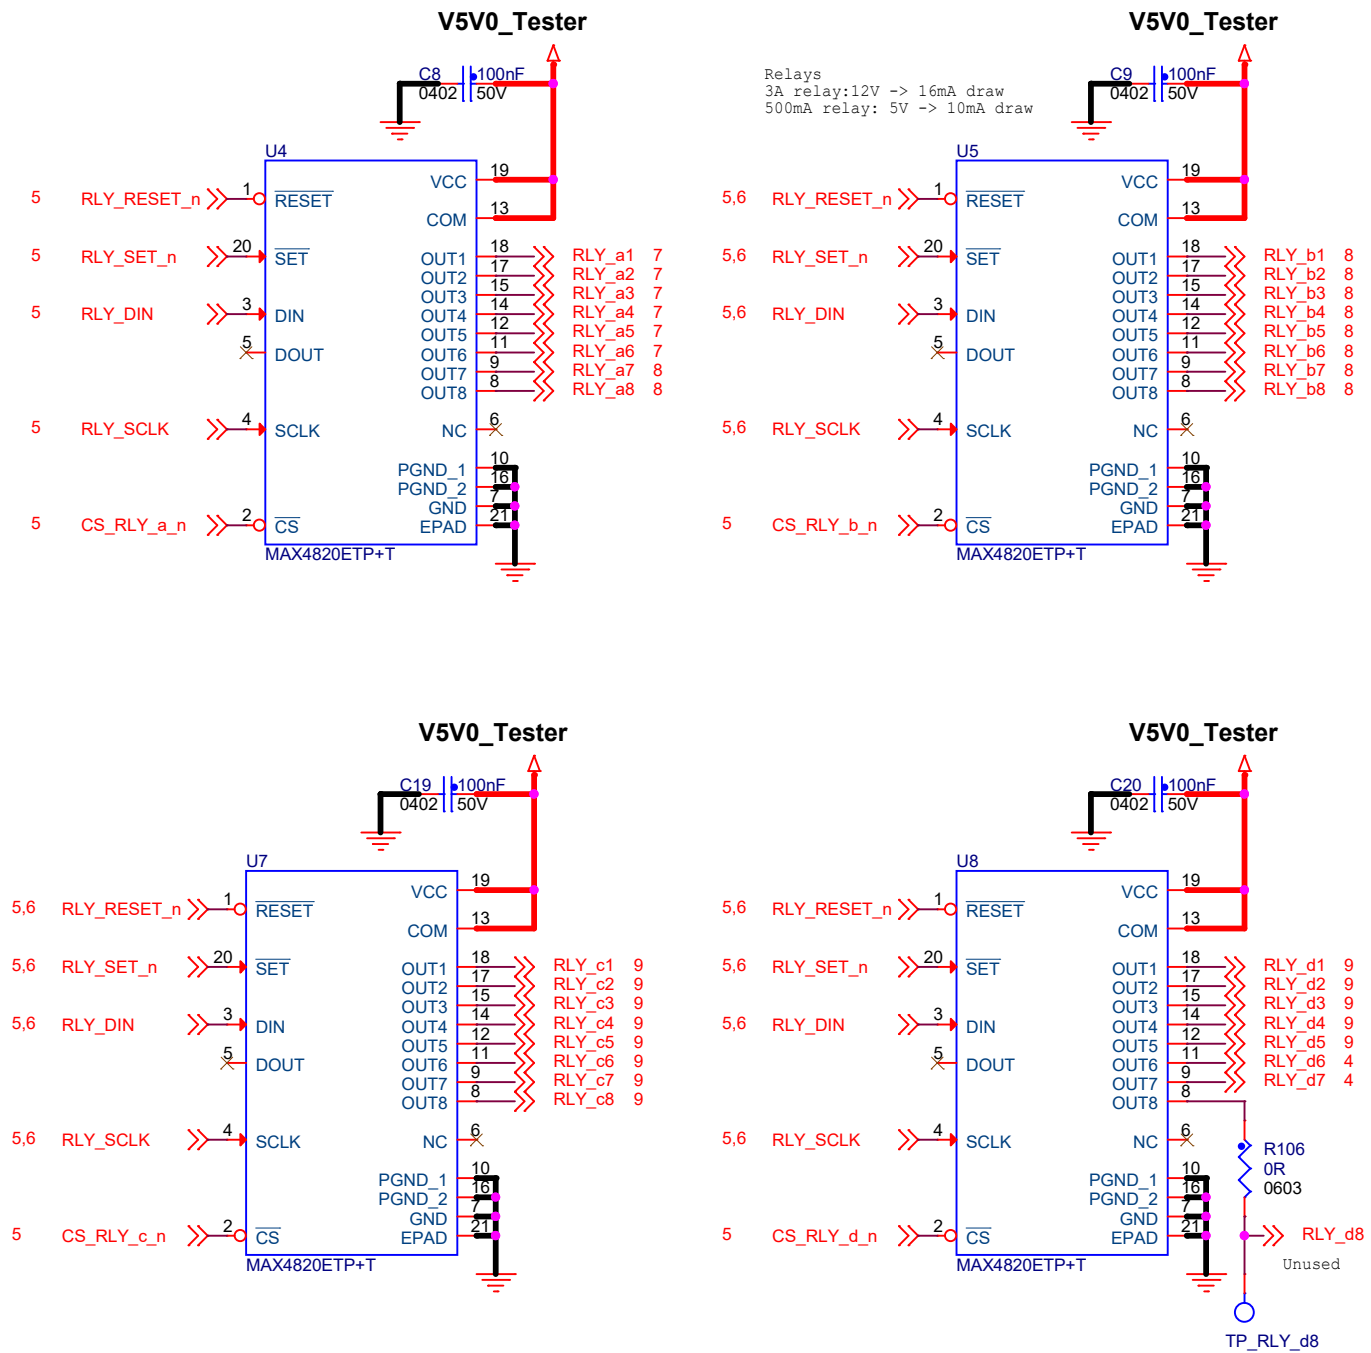 V5V0_Tester
C8 100nF
0402 50V
U4
5 RLY_RESET_n 1 RESET
5 RLY_SET_n 20 SET
5 RLY_DIN 3 DIN
5 DOUT
5 RLY_SCLK 4 SCLK
5 CS_RLY_a_n 2 CS
VCC 19
COM 13
OUT1 18 RLY_a1 7
OUT2 17 RLY_a2 7
OUT3 15 RLY_a3 7
OUT4 14 RLY_a4 7
OUT5 12 RLY_a5 7
OUT6 11 RLY_a6 7
OUT7 9 RLY_a7 8
OUT8 8 RLY_a8 8
NC 6
PGND_1 10
PGND_2 16
GND 7
EPAD 21
MAX4820ETP+T
V5V0_Tester
Relays
3A relay:12V -> 16mA draw
500mA relay: 5V -> 10mA draw
C9 100nF
0402 50V
U5
5,6 RLY_RESET_n 1 RESET
5,6 RLY_SET_n 20 SET
5,6 RLY_DIN 3 DIN
5 DOUT
5,6 RLY_SCLK 4 SCLK
5 CS_RLY_b_n 2 CS
VCC 19
COM 13
OUT1 18 RLY_b1 8
OUT2 17 RLY_b2 8
OUT3 15 RLY_b3 8
OUT4 14 RLY_b4 8
OUT5 12 RLY_b5 8
OUT6 11 RLY_b6 8
OUT7 9 RLY_b7 8
OUT8 8 RLY_b8 8
NC 6
PGND_1 10
PGND_2 16
GND 7
EPAD 21
MAX4820ETP+T
V5V0_Tester
C19 100nF
0402 50V
U7
5,6 RLY_RESET_n 1 RESET
5,6 RLY_SET_n 20 SET
5,6 RLY_DIN 3 DIN
5 DOUT
5,6 RLY_SCLK 4 SCLK
5 CS_RLY_c_n 2 CS
VCC 19
COM 13
OUT1 18 RLY_c1 9
OUT2 17 RLY_c2 9
OUT3 15 RLY_c3 9
OUT4 14 RLY_c4 9
OUT5 12 RLY_c5 9
OUT6 11 RLY_c6 9
OUT7 9 RLY_c7 9
OUT8 8 RLY_c8 9
NC 6
PGND_1 10
PGND_2 16
GND 7
EPAD 21
MAX4820ETP+T
V5V0_Tester
C20 100nF
0402 50V
U8
5,6 RLY_RESET_n 1 RESET
5,6 RLY_SET_n 20 SET
5,6 RLY_DIN 3 DIN
5 DOUT
5,6 RLY_SCLK 4 SCLK
5 CS_RLY_d_n 2 CS
VCC 19
COM 13
OUT1 18 RLY_d1 9
OUT2 17 RLY_d2 9
OUT3 15 RLY_d3 9
OUT4 14 RLY_d4 9
OUT5 12 RLY_d5 9
OUT6 11 RLY_d6 4
OUT7 9 RLY_d7 4
OUT8 8
NC 6
PGND_1 10
PGND_2 16
GND 7
EPAD 21
MAX4820ETP+T
R106
0R
0603
RLY_d8
Unused
TP_RLY_d8